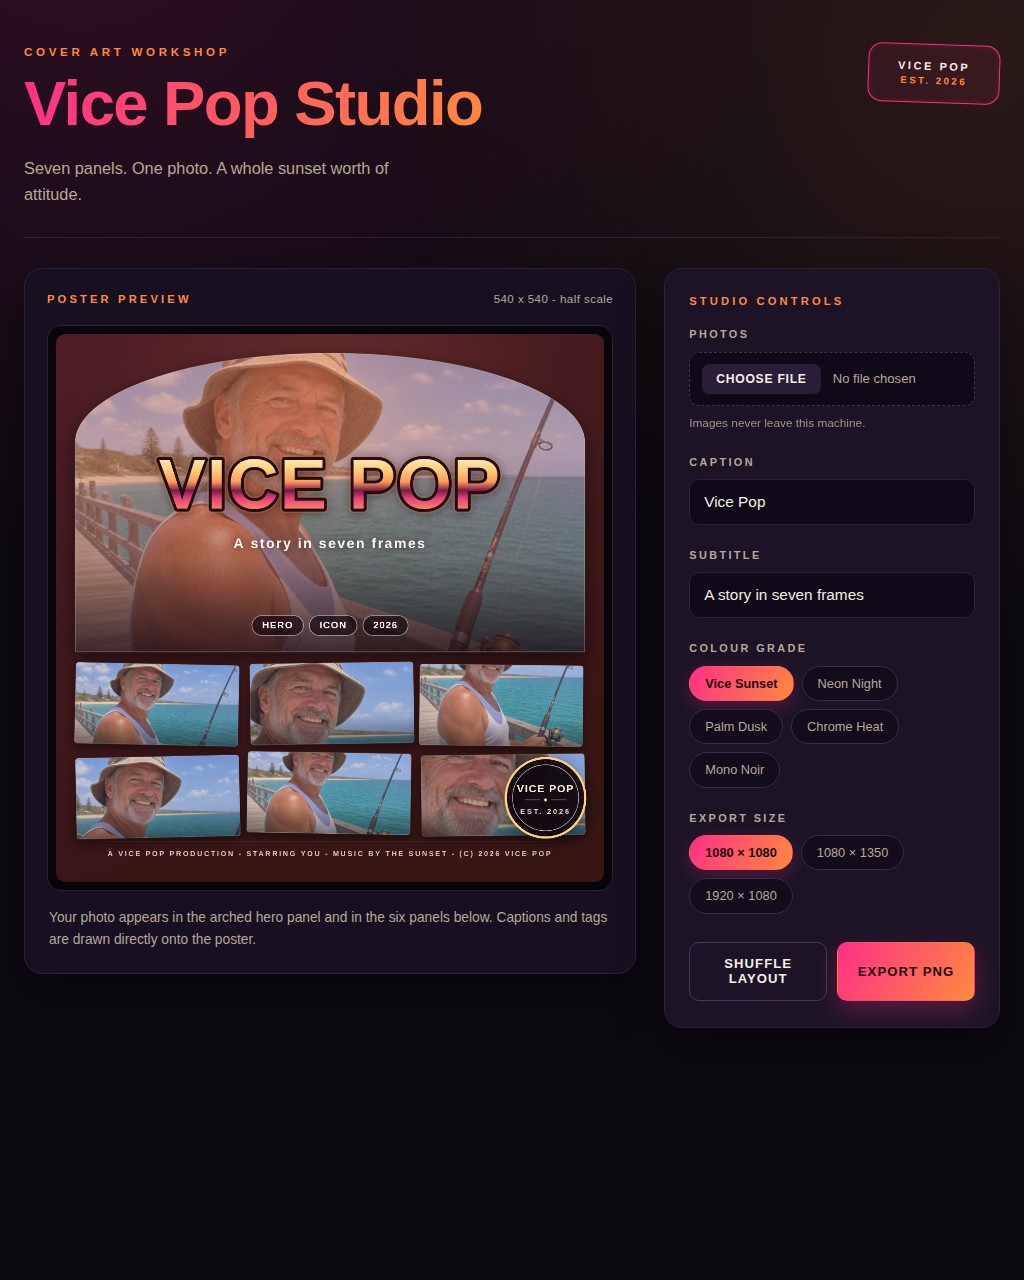 COVER ART WORKSHOP
Vice Pop Studio
Seven panels. One photo. A whole sunset worth of
attitude.
VICE POP
EST. 2026
POSTER PREVIEW
540 x 540 - half scale
VICE POP
A story in seven frames
HERO
ICON
2026
VICE POP
EST. 2026
A VICE POP PRODUCTION - STARRING YOU - MUSIC BY THE SUNSET - (C) 2026 VICE POP
Your photo appears in the arched hero panel and in the six panels below. Captions and tags
are drawn directly onto the poster.
STUDIO CONTROLS
PHOTOS
CHOOSE FILE
No file chosen
Images never leave this machine.
CAPTION
Vice Pop
SUBTITLE
A story in seven frames
COLOUR GRADE
Vice Sunset
Neon Night
Palm Dusk
Chrome Heat
Mono Noir
EXPORT SIZE
1080 × 1080
1080 × 1350
1920 × 1080
SHUFFLE
LAYOUT
EXPORT PNG